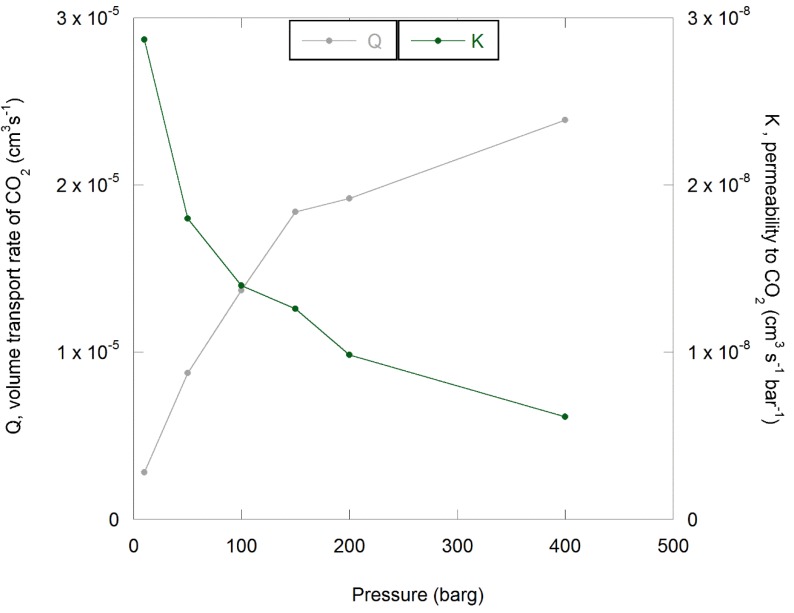 3 x 10⁻⁵
2 x 10⁻⁵
1 x 10⁻⁵
0
Q, volume transport rate of CO₂ (cm³s⁻¹)
Q
K
3 x 10⁻⁸
2 x 10⁻⁸
1 x 10⁻⁸
0
K , permeability to CO₂ (cm³ s⁻¹ bar⁻¹)
0 100 200 300 400 500
Pressure (barg)